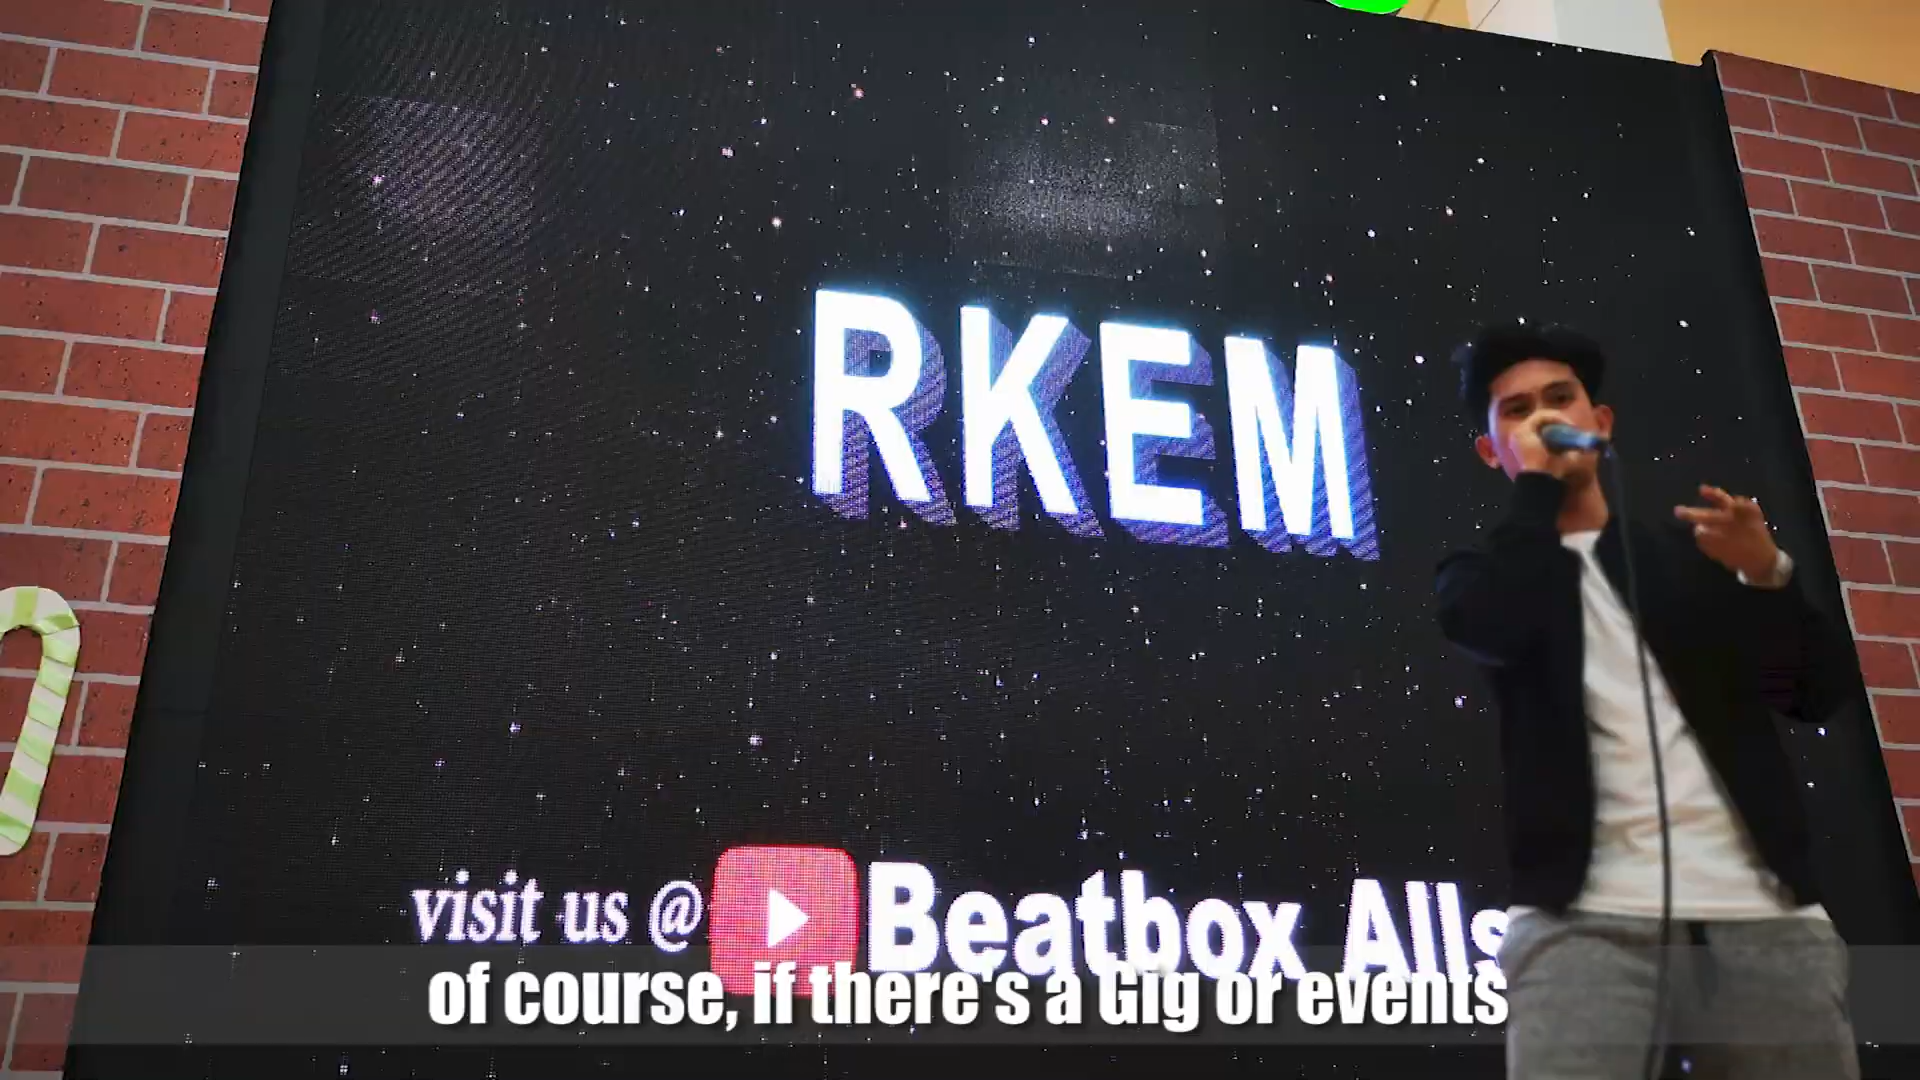 RKEM
visit us @ Beatbox Alls
of course, if there's a Gig or events